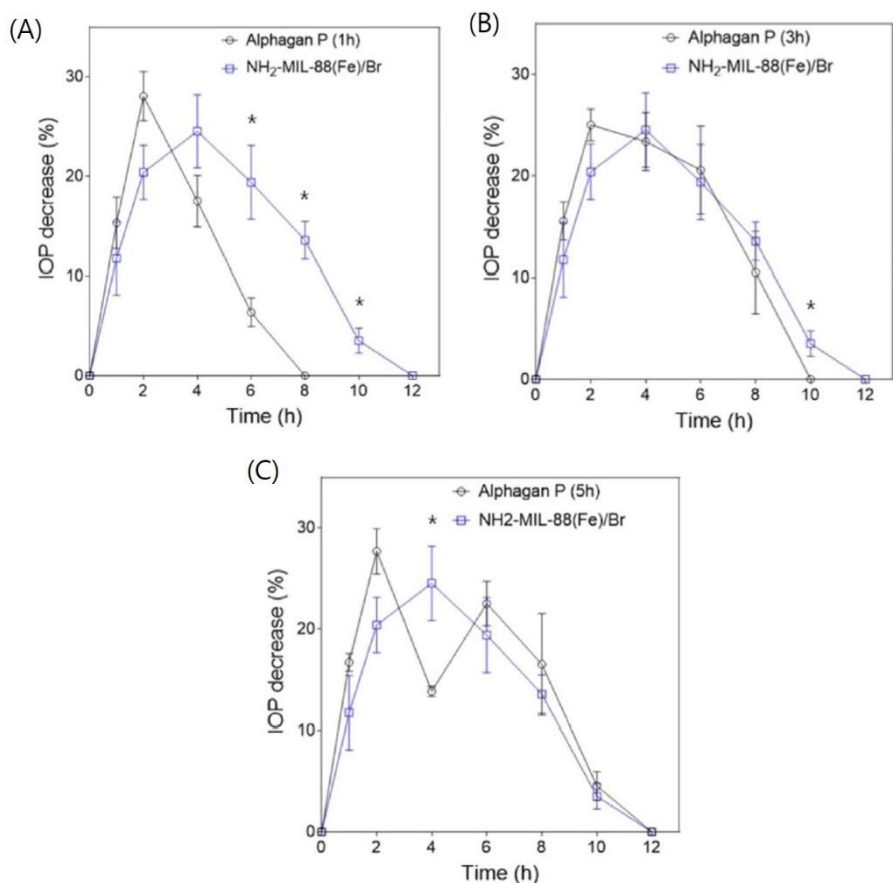 (A)
Alphagan P (1h)
NH₂-MIL-88(Fe)/Br
IOP decrease (%)
30
20
10
0
*
*
*
0 2 4 6 8 10 12
Time (h)
(B)
Alphagan P (3h)
NH₂-MIL-88(Fe)/Br
IOP decrease (%)
30
20
10
0
*
0 2 4 6 8 10 12
Time (h)
(C)
Alphagan P (5h)
NH2-MIL-88(Fe)/Br
*
IOP decrease (%)
30
20
10
0
0 2 4 6 8 10 12
Time (h)